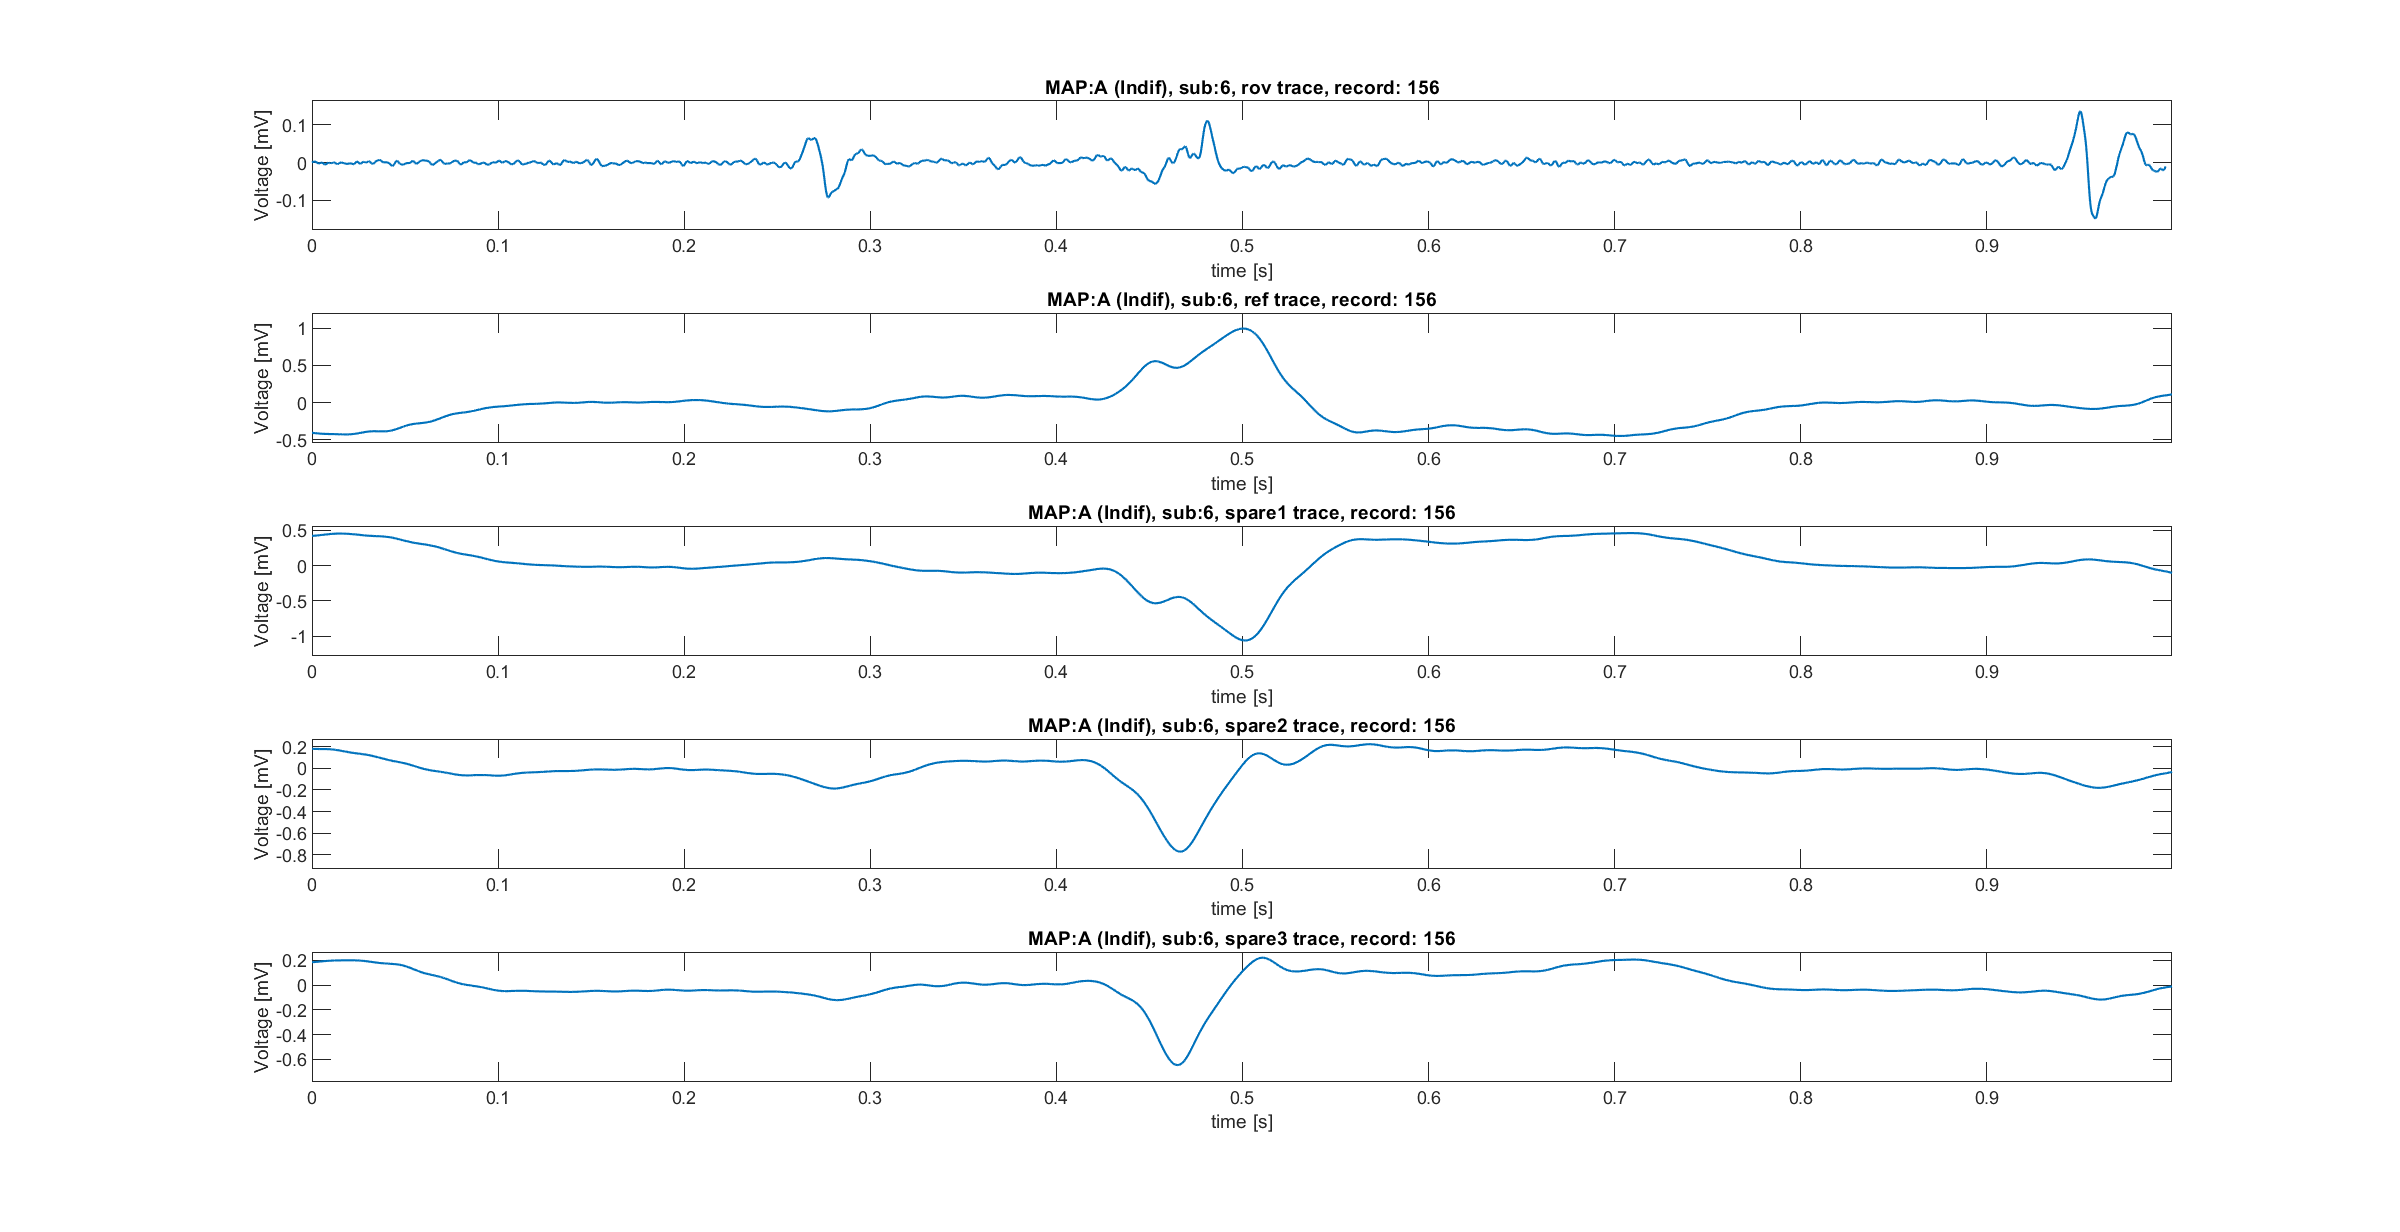 MAP:A (Indif), sub:6, rov trace, record: 156
Voltage [mV]
0.1
0
-0.1
0 0.1 0.2 0.3 0.4 0.5 0.6 0.7 0.8 0.9
time [s]
MAP:A (Indif), sub:6, ref trace, record: 156
Voltage [mV]
1
0.5
0
-0.5
0 0.1 0.2 0.3 0.4 0.5 0.6 0.7 0.8 0.9
time [s]
MAP:A (Indif), sub:6, spare1 trace, record: 156
Voltage [mV]
0.5
0
-0.5
-1
0 0.1 0.2 0.3 0.4 0.5 0.6 0.7 0.8 0.9
time [s]
MAP:A (Indif), sub:6, spare2 trace, record: 156
Voltage [mV]
0.2
0
-0.2
-0.4
-0.6
-0.8
0 0.1 0.2 0.3 0.4 0.5 0.6 0.7 0.8 0.9
time [s]
MAP:A (Indif), sub:6, spare3 trace, record: 156
Voltage [mV]
0.2
0
-0.2
-0.4
-0.6
0 0.1 0.2 0.3 0.4 0.5 0.6 0.7 0.8 0.9
time [s]